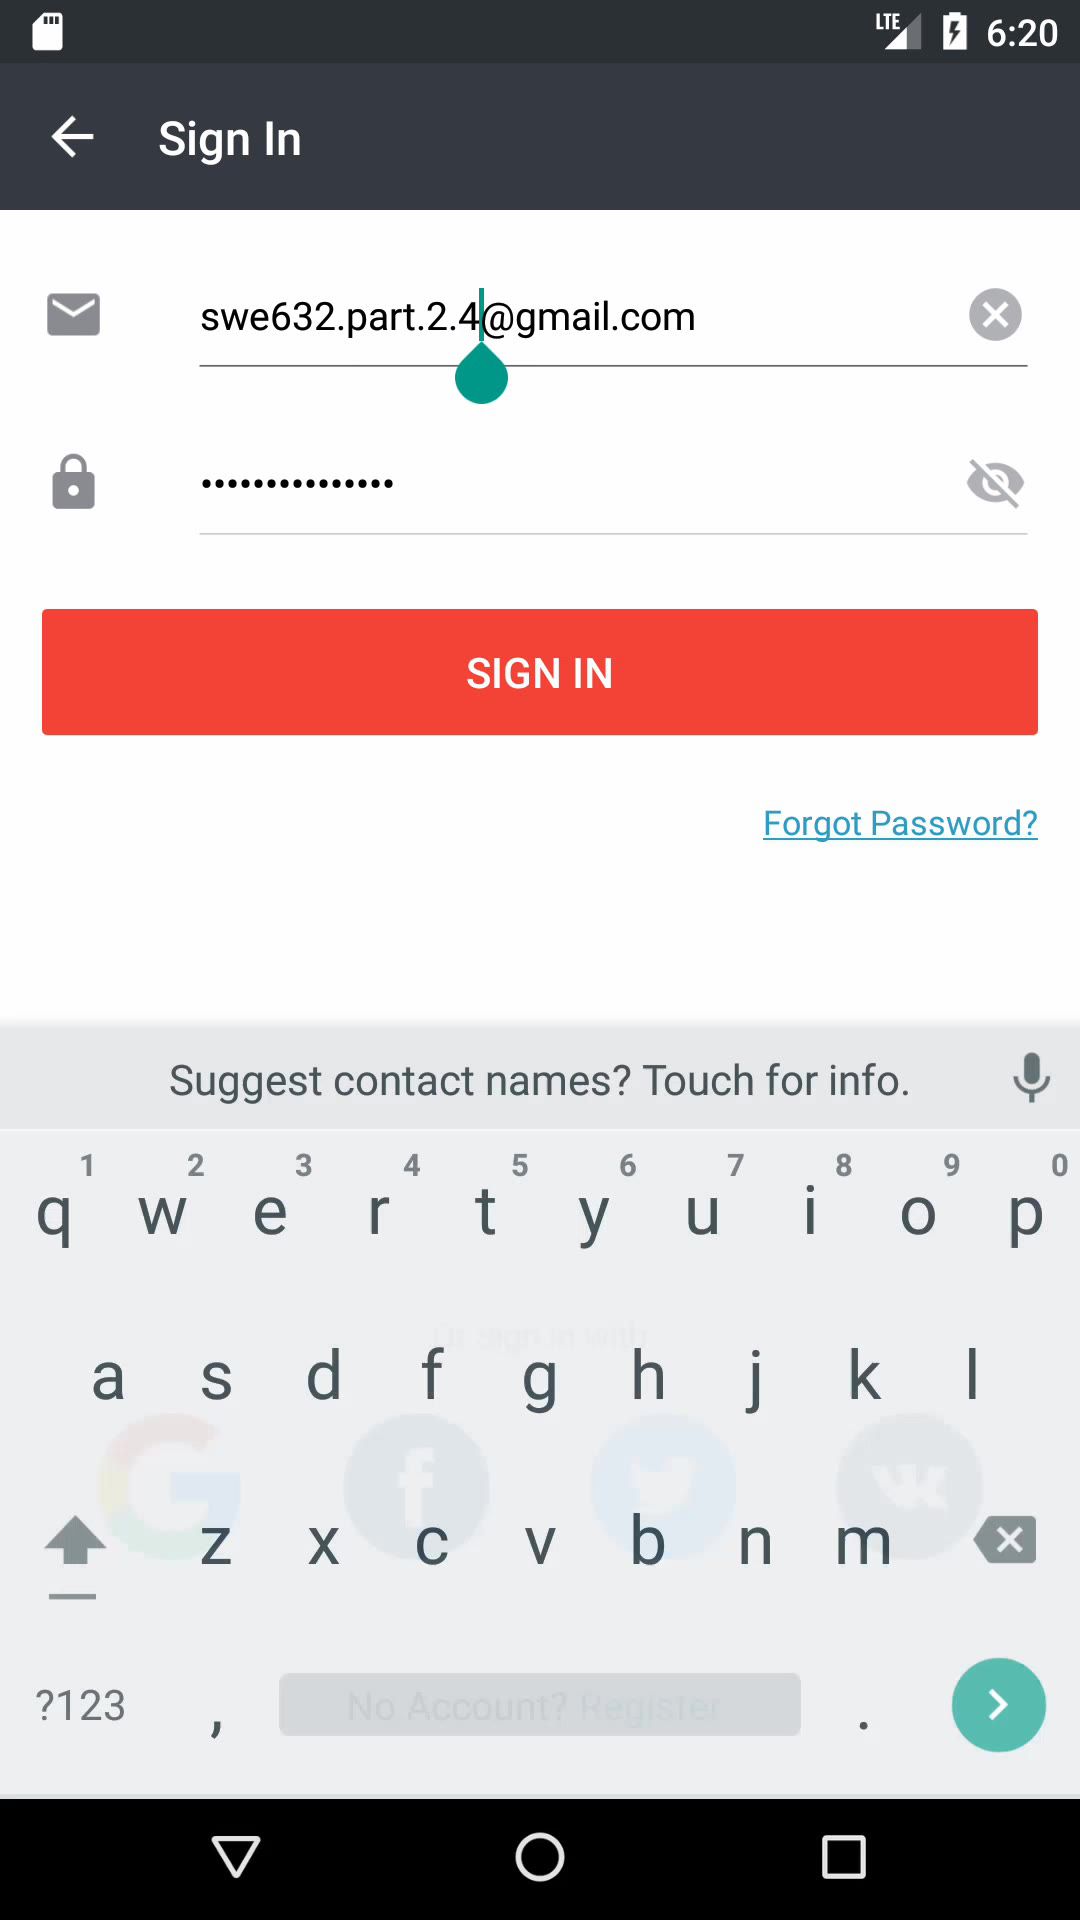 LTE 6:20
Sign In
swe632.part.2.4@gmail.com
•••••••••••••••
SIGN IN
Forgot Password?
Suggest contact names? Touch for info.
1 2 3 4 5 6 7 8 9 0
q w e r t y u i o p
Or sign in with
a s d f g h j k l
z x c v b n m
?123 , No Account? Register .